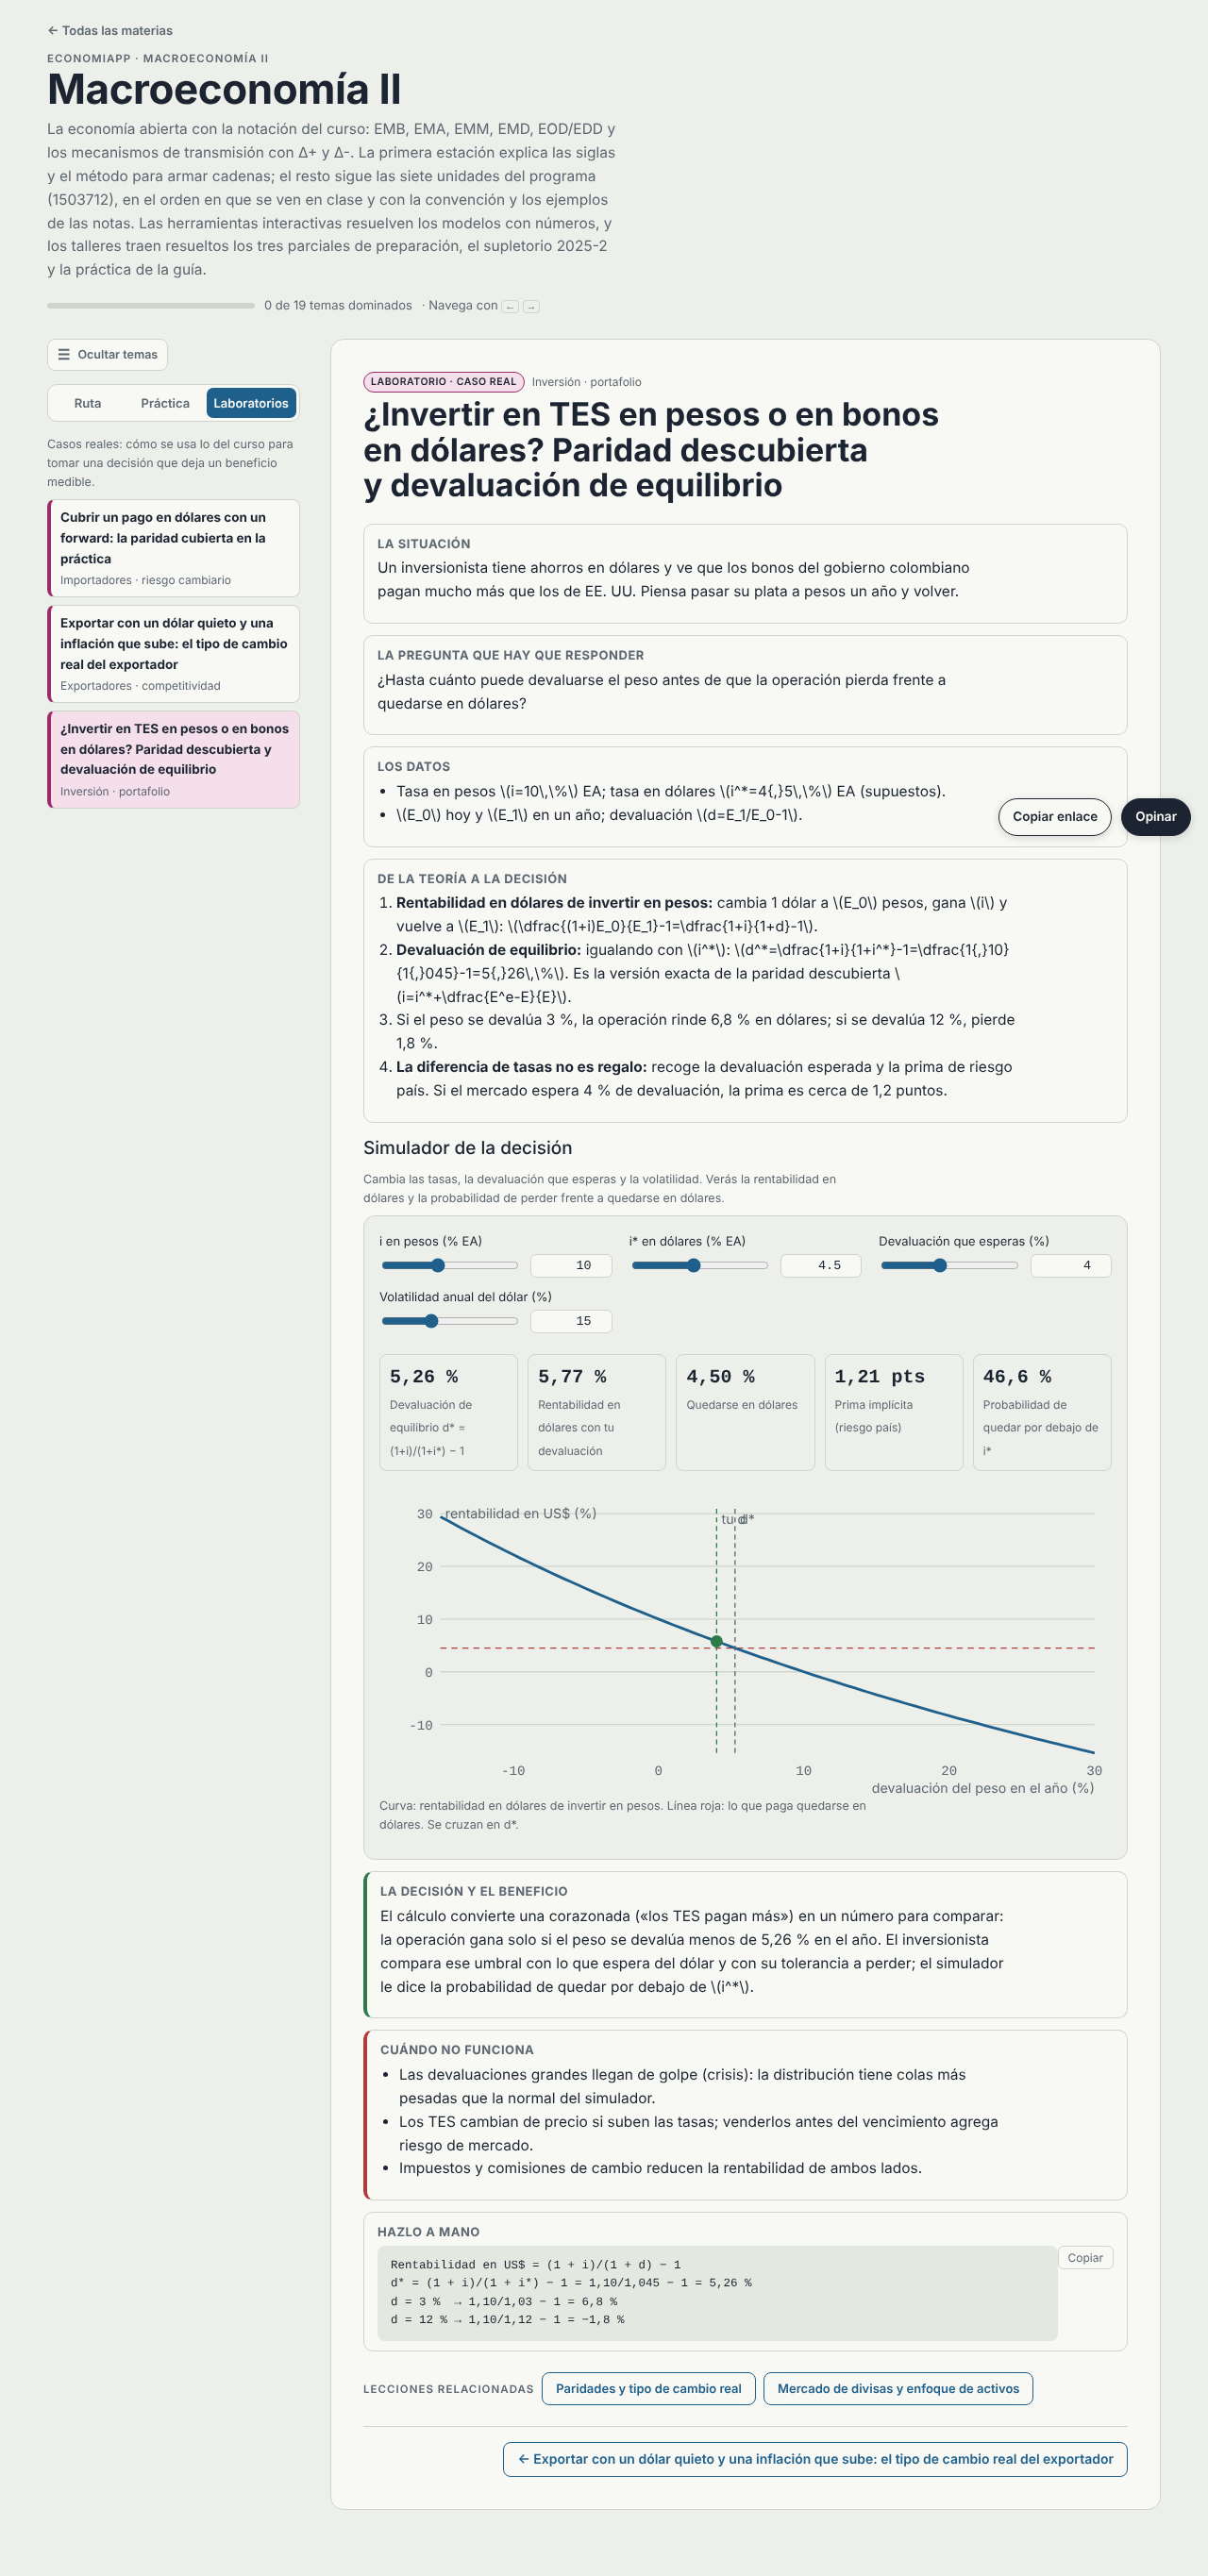 ← Todas las materias
ECONOMIAPP · MACROECONOMÍA II
Macroeconomía II
La economía abierta con la notación del curso: EMB, EMA, EMM, EMD, EOD/EDD y
los mecanismos de transmisión con Δ+ y Δ-. La primera estación explica las siglas
y el método para armar cadenas; el resto sigue las siete unidades del programa
(1503712), en el orden en que se ven en clase y con la convención y los ejemplos
de las notas. Las herramientas interactivas resuelven los modelos con números, y
los talleres traen resueltos los tres parciales de preparación, el supletorio 2025-2
y la práctica de la guía.
0 de 19 temas dominados · Navega con ← →
☰ Ocultar temas
Ruta Práctica Laboratorios
Casos reales: cómo se usa lo del curso para
tomar una decisión que deja un beneficio
medible.
Cubrir un pago en dólares con un
forward: la paridad cubierta en la
práctica
Importadores · riesgo cambiario
Exportar con un dólar quieto y una
inflación que sube: el tipo de cambio
real del exportador
Exportadores · competitividad
¿Invertir en TES en pesos o en bonos
en dólares? Paridad descubierta y
devaluación de equilibrio
Inversión · portafolio
LABORATORIO · CASO REAL Inversión · portafolio
¿Invertir en TES en pesos o en bonos
en dólares? Paridad descubierta
y devaluación de equilibrio
LA SITUACIÓN
Un inversionista tiene ahorros en dólares y ve que los bonos del gobierno colombiano
pagan mucho más que los de EE. UU. Piensa pasar su plata a pesos un año y volver.
LA PREGUNTA QUE HAY QUE RESPONDER
¿Hasta cuánto puede devaluarse el peso antes de que la operación pierda frente a
quedarse en dólares?
LOS DATOS
• Tasa en pesos \(i=10\,\%\) EA; tasa en dólares \(i^*=4{,}5\,\%\) EA (supuestos).
• \(E_0\) hoy y \(E_1\) en un año; devaluación \(d=E_1/E_0-1\).
Copiar enlace Opinar
DE LA TEORÍA A LA DECISIÓN
1. Rentabilidad en dólares de invertir en pesos: cambia 1 dólar a \(E_0\) pesos, gana \(i\) y
vuelve a \(E_1\): \(\dfrac{(1+i)E_0}{E_1}-1=\dfrac{1+i}{1+d}-1\).
2. Devaluación de equilibrio: igualando con \(i^*\): \(d^*=\dfrac{1+i}{1+i^*}-1=\dfrac{1{,}10}
{1{,}045}-1=5{,}26\,\%\). Es la versión exacta de la paridad descubierta \
(i=i^*+\dfrac{E^e-E}{E}\).
3. Si el peso se devalúa 3 %, la operación rinde 6,8 % en dólares; si se devalúa 12 %, pierde
1,8 %.
4. La diferencia de tasas no es regalo: recoge la devaluación esperada y la prima de riesgo
país. Si el mercado espera 4 % de devaluación, la prima es cerca de 1,2 puntos.
Simulador de la decisión
Cambia las tasas, la devaluación que esperas y la volatilidad. Verás la rentabilidad en
dólares y la probabilidad de perder frente a quedarse en dólares.
i en pesos (% EA) i* en dólares (% EA) Devaluación que esperas (%)
10 4.5 4
Volatilidad anual del dólar (%)
15
5,26 % 5,77 % 4,50 % 1,21 pts 46,6 %
Devaluación de equilibrio d* = (1+i)/(1+i*) − 1
Rentabilidad en dólares con tu devaluación
Quedarse en dólares
Prima implícita (riesgo país)
Probabilidad de quedar por debajo de i*
rentabilidad en US$ (%)
tu d d*
30
20
10
0
-10
-10 0 10 20 30
devaluación del peso en el año (%)
Curva: rentabilidad en dólares de invertir en pesos. Línea roja: lo que paga quedarse en
dólares. Se cruzan en d*.
LA DECISIÓN Y EL BENEFICIO
El cálculo convierte una corazonada («los TES pagan más») en un número para comparar:
la operación gana solo si el peso se devalúa menos de 5,26 % en el año. El inversionista
compara ese umbral con lo que espera del dólar y con su tolerancia a perder; el simulador
le dice la probabilidad de quedar por debajo de \(i^*\).
CUÁNDO NO FUNCIONA
• Las devaluaciones grandes llegan de golpe (crisis): la distribución tiene colas más
pesadas que la normal del simulador.
• Los TES cambian de precio si suben las tasas; venderlos antes del vencimiento agrega
riesgo de mercado.
• Impuestos y comisiones de cambio reducen la rentabilidad de ambos lados.
HAZLO A MANO
Copiar
Rentabilidad en US$ = (1 + i)/(1 + d) − 1
d* = (1 + i)/(1 + i*) − 1 = 1,10/1,045 − 1 = 5,26 %
d = 3 % → 1,10/1,03 − 1 = 6,8 %
d = 12 % → 1,10/1,12 − 1 = −1,8 %
LECCIONES RELACIONADAS Paridades y tipo de cambio real Mercado de divisas y enfoque de activos
← Exportar con un dólar quieto y una inflación que sube: el tipo de cambio real del exportador